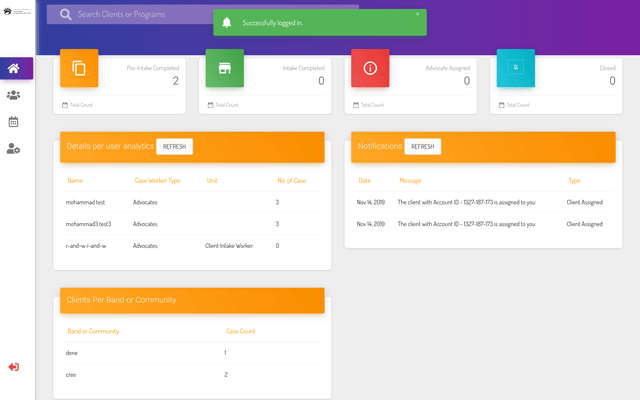 Search Clients or Programs
Successfully logged in.
×
Pre-Intake Completed
2
Total Count
Intake Completed
0
Total Count
Advocate Assigned
0
Total Count
Closed
0
Total Count
Details per user analytics REFRESH
Name Case Worker Type Unit No. of Case
mohammad test Advocates 3
mohammad3 test3 Advocates 3
r-and-w r-and-w Advocates Client Intake Worker 0
Notifications REFRESH
Date Message Type
Nov 14, 2019 The client with Account ID - 1327-187-173 is assigned to you Client Assigned
Nov 14, 2019 The client with Account ID - 1327-187-173 is assigned to you Client Assigned
Clients Per Band or Community
Band or Community Case Count
dene 1
cree 2